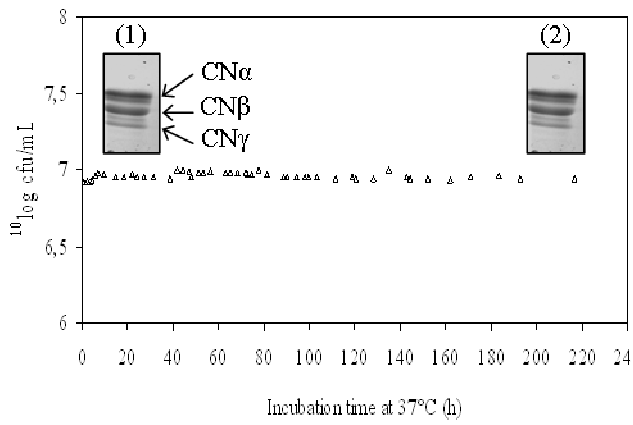 (1)
(2)
CNα
CNβ
CNγ
8
7,5
7
6,5
6
¹⁰log cfu/mL
0 20 40 60 80 100 120 140 160 180 200 220 24
Incubation time at 37°C (h)